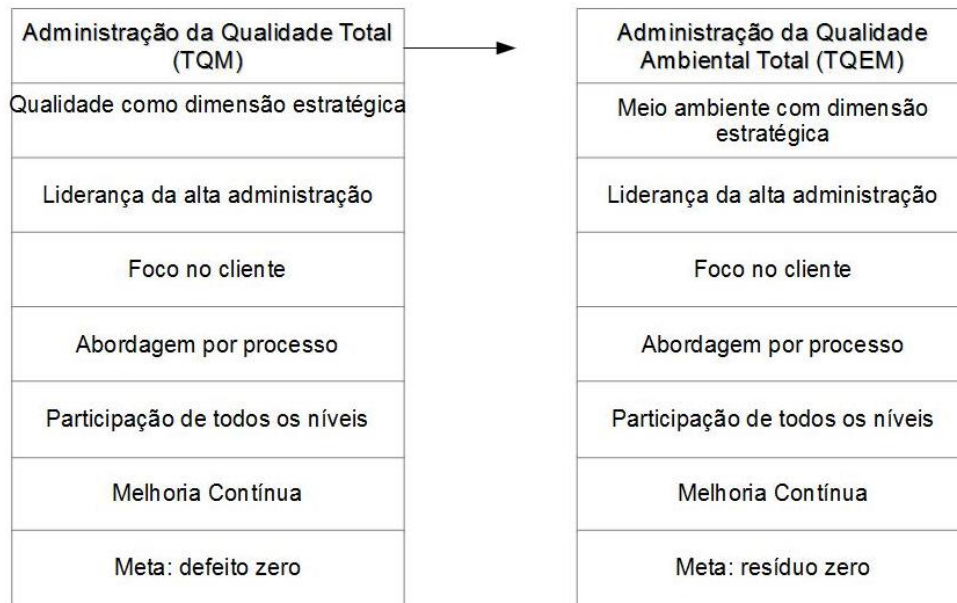 Administração da Qualidade Total
(TQM)
Qualidade como dimensão estratégica
Liderança da alta administração
Foco no cliente
Abordagem por processo
Participação de todos os níveis
Melhoria Contínua
Meta: defeito zero
Administração da Qualidade
Ambiental Total (TQEM)
Meio ambiente com dimensão
estratégica
Liderança da alta administração
Foco no cliente
Abordagem por processo
Participação de todos os níveis
Melhoria Contínua
Meta: resíduo zero